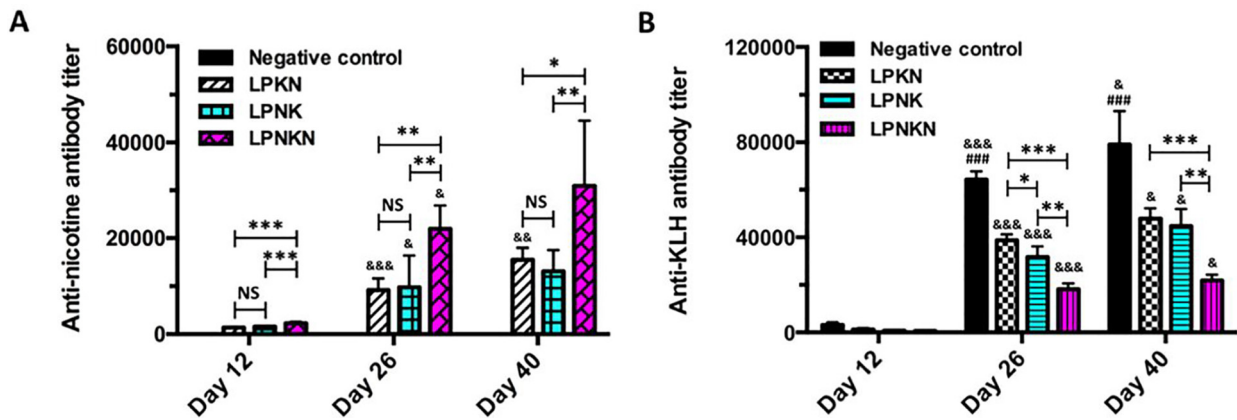 A
Anti-nicotine antibody titer
60000
40000
20000
0
Negative control
LPKN
LPNK
LPNKN
***
***
NS
**
**
NS
&
&
&&&
*
**
NS
&&
Day 12
Day 26
Day 40
B
Anti-KLH antibody titer
120000
80000
40000
0
Negative control
LPKN
LPNK
LPNKN
&&&
###
***
*
**
&&&
&&&
&&&
&
###
***
**
&
&
&
Day 12
Day 26
Day 40